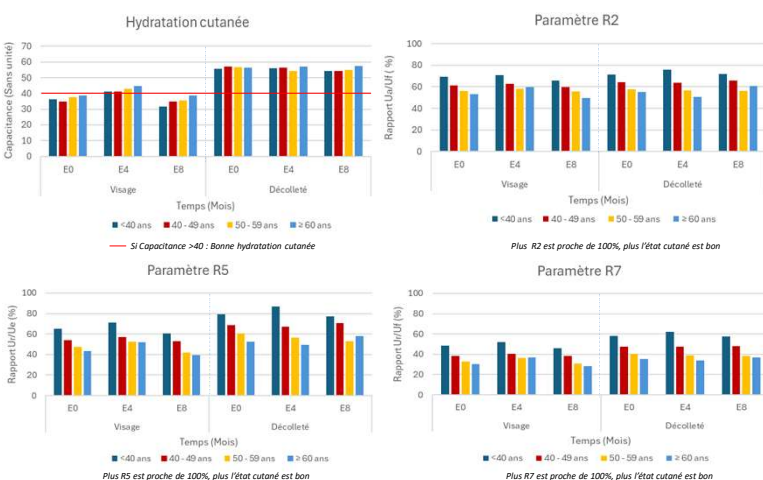 Hydratation cutanée
Capacitance (Sans unité)
70
60
50
40
30
20
10
0
E0 E4 E8 E0 E4 E8
Visage Décolleté
Temps (Mois)
<40 ans 40 - 49 ans 50 - 59 ans ≥ 60 ans
Si Capacitance >40 : Bonne hydratation cutanée
Paramètre R2
Rapport Ua/Uf ( %)
100
80
60
40
20
0
E0 E4 E8 E0 E4 E8
Visage Décolleté
Temps (Mois)
<40 ans 40 - 49 ans 50 - 59 ans ≥ 60 ans
Plus R2 est proche de 100%, plus l'état cutané est bon
Paramètre R5
Rapport Ur/Ue (%)
100
80
60
40
20
0
E0 E4 E8 E0 E4 E8
Visage Décolleté
Temps (Mois)
<40 ans 40 - 49 ans 50 - 59 ans ≥ 60 ans
Plus R5 est proche de 100%, plus l'état cutané est bon
Paramètre R7
Rapport Ur/Uf (%)
100
80
60
40
20
0
E0 E4 E8 E0 E4 E8
Visage Décolleté
Temps (Mois)
<40 ans 40 - 49 ans 50 - 59 ans ≥ 60 ans
Plus R7 est proche de 100%, plus l'état cutané est bon